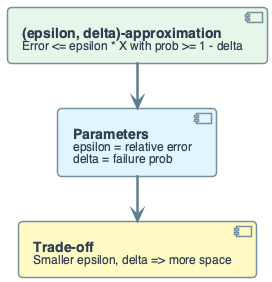 (epsilon, delta)-approximation
Error <= epsilon * X with prob >= 1 - delta
Parameters
epsilon = relative error
delta = failure prob
Trade-off
Smaller epsilon, delta => more space